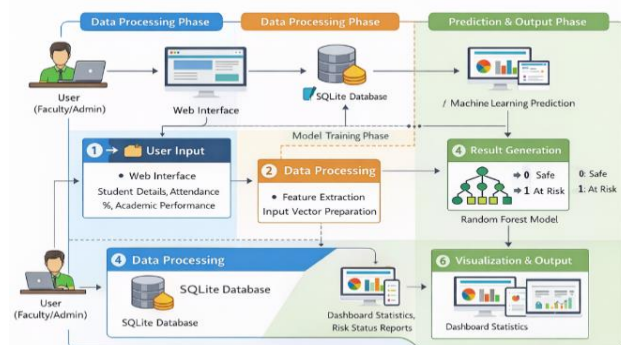 Data Processing Phase
Data Processing Phase
Prediction & Output Phase
User
(Faculty/Admin)
Web Interface
SQLite Database
/ Machine Learning Prediction
Model Training Phase
1 User Input
• Web Interface
Student Details, Attendance
%, Academic Performance
2 Data Processing
• Feature Extraction
Input Vector Preparation
4 Result Generation
0 Safe
1 At Risk
0: Safe
1: At Risk
Random Forest Model
User
(Faculty/Admin)
4 Data Processing
SQLite Database
SQLite Database
Dashboard Statistics,
Risk Status Reports
6 Visualization & Output
Dashboard Statistics